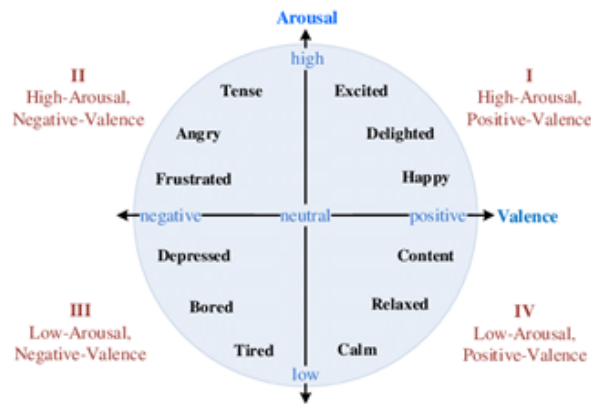 Arousal
high
II
High-Arousal,
Negative-Valence
I
High-Arousal,
Positive-Valence
Tense
Excited
Angry
Delighted
Frustrated
Happy
negative
neutral
positive
Valence
Depressed
Content
Bored
Relaxed
Tired
Calm
III
Low-Arousal,
Negative-Valence
IV
Low-Arousal,
Positive-Valence
low